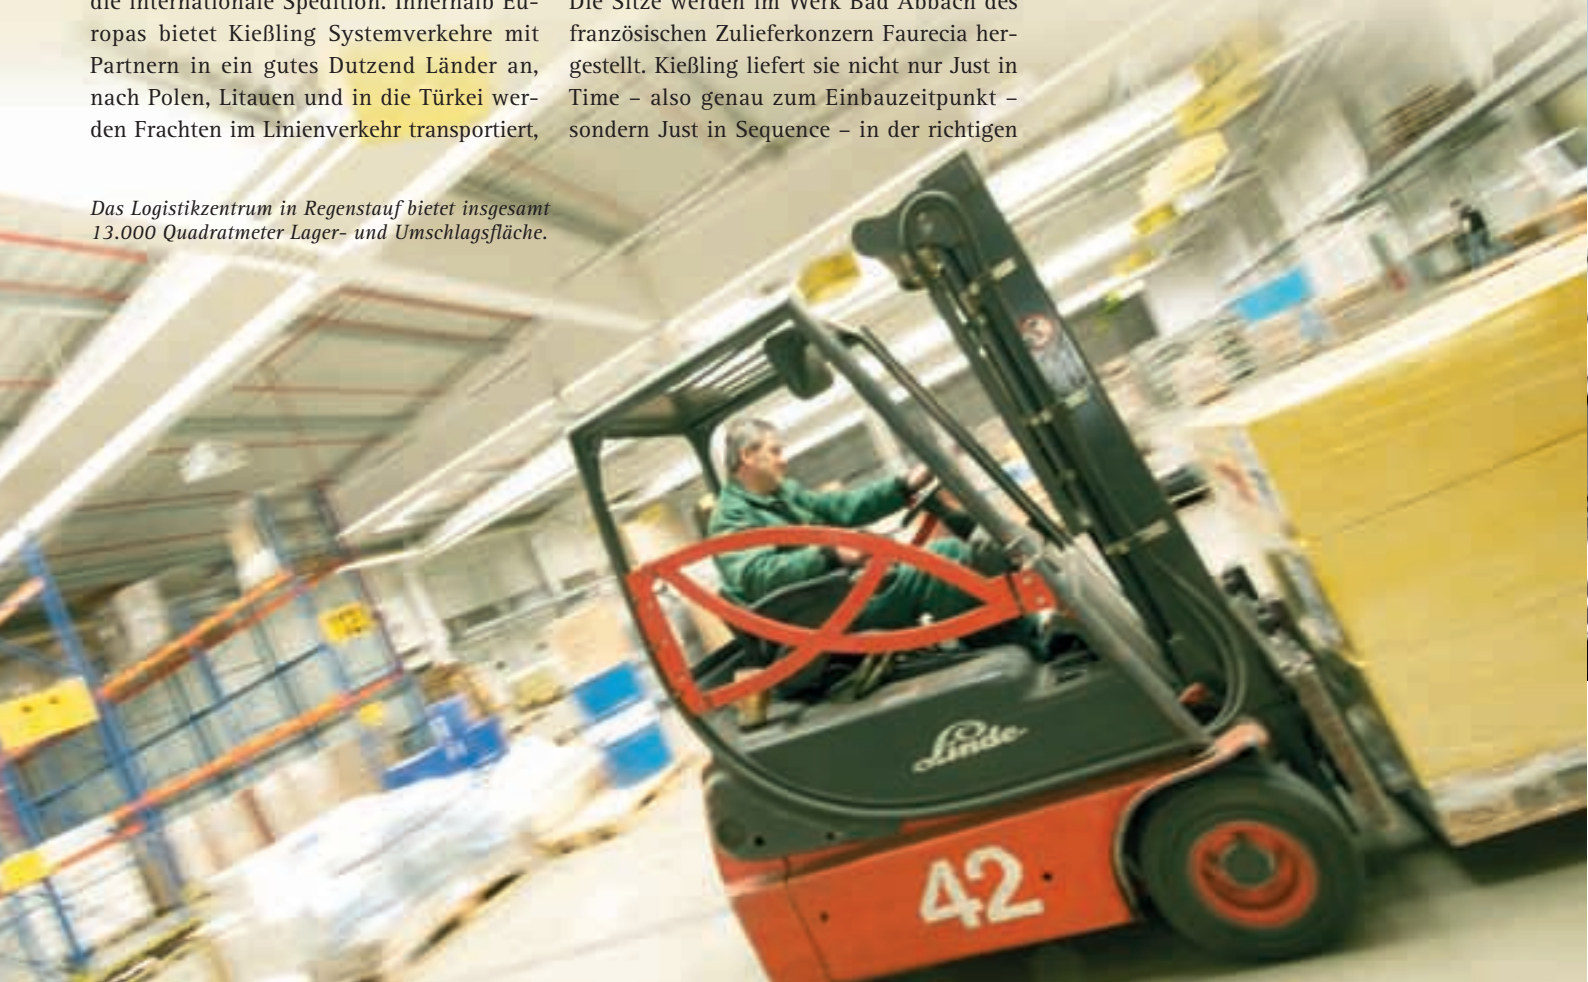 die internationale Spedition. Innerhalb Eu-
ropas bietet Kießling Systemverkehre mit
Partnern in ein gutes Dutzend Länder an,
nach Polen, Litauen und in die Türkei wer-
den Frachten im Linienverkehr transportiert,
Die Sitze werden im Werk Bad Abbach des
französischen Zulieferkonzern Faurecia her-
gestellt. Kießling liefert sie nicht nur Just in
Time – also genau zum Einbauzeitpunkt –
sondern Just in Sequence – in der richtigen
Das Logistikzentrum in Regenstauf bietet insgesamt
13.000 Quadratmeter Lager- und Umschlagsfläche.
Linde
42